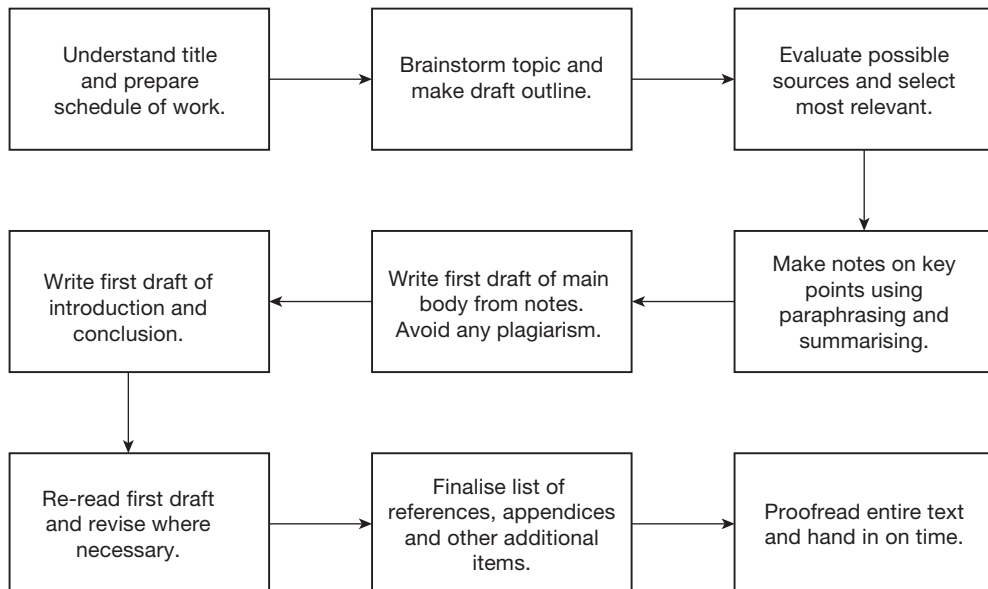 Understand title
and prepare
schedule of work.
Brainstorm topic and
make draft outline.
Evaluate possible
sources and select
most relevant.
Make notes on key
points using
paraphrasing and
summarising.
Write first draft of main
body from notes.
Avoid any plagiarism.
Write first draft of
introduction and
conclusion.
Re-read first draft
and revise where
necessary.
Finalise list of
references, appendices
and other additional
items.
Proofread entire text
and hand in on time.